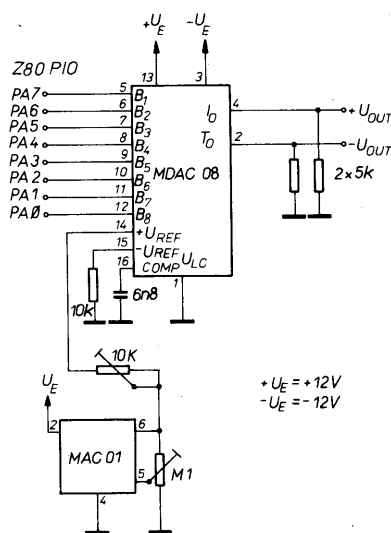 +U_E
-U_E
Z80 PIO
13
3
PA7
5
B1
PA6
6
B2
PA5
7
B3
PA4
8
B4
PA3
9
B5
PA2
10
B6
PA1
11
B7
PAØ
12
B8
I_O
4
+U_OUT
T_O
2
-U_OUT
MDAC 08
2×5k
14
+U_REF
15
-U_REF
16
COMP
U_LC
1
10k
6n8
10K
U_E
+U_E = +12V
-U_E = -12V
2
6
MAC 01
5
M1
4